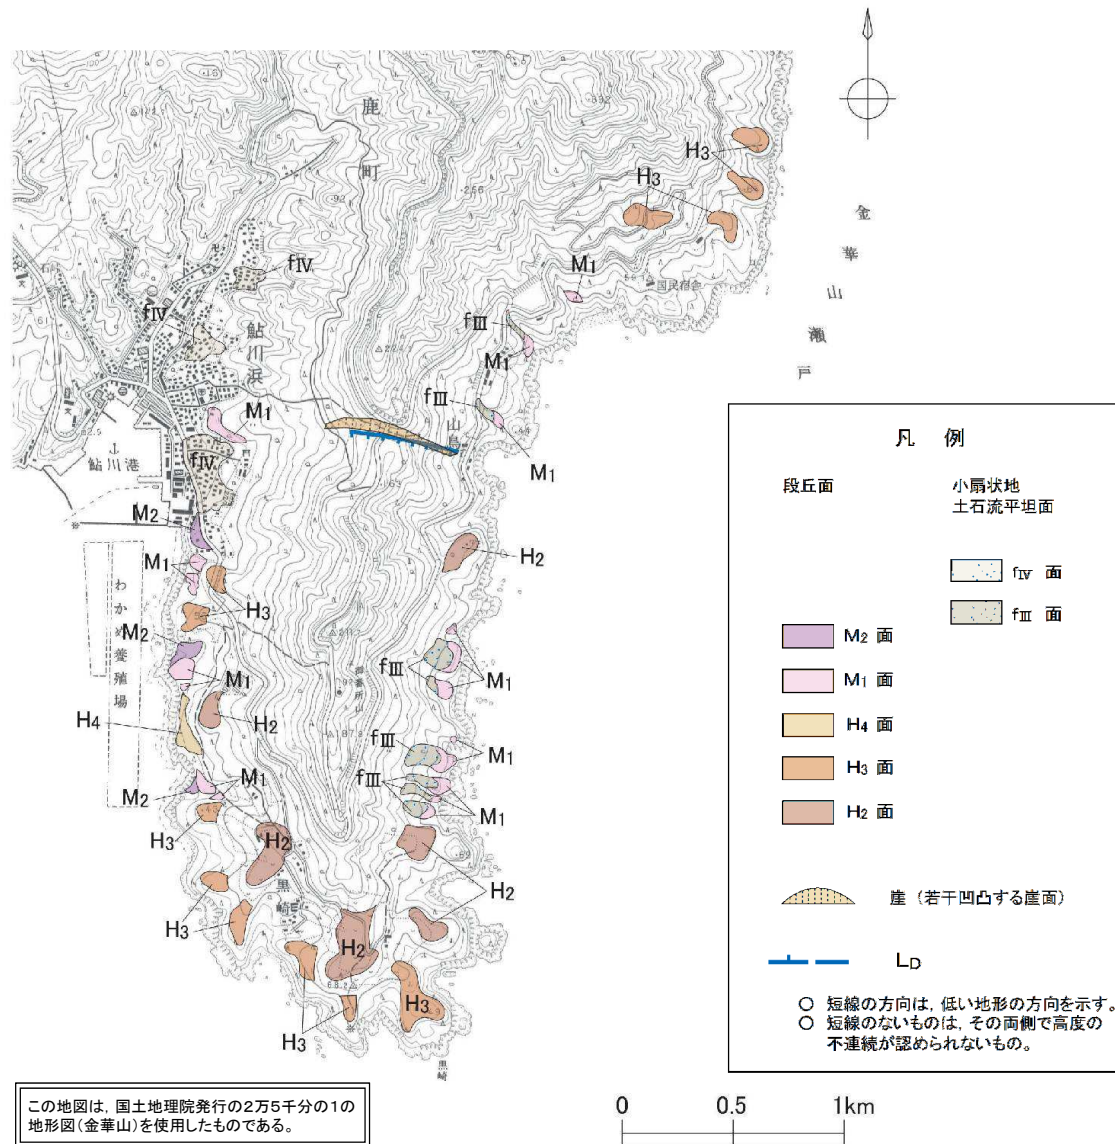 鹿
町
金
華
山
瀬
戸
H3
H3
M1
国民宿舎
fⅣ
fⅣ
鮎
川
浜
fⅢ
M1
M1
fⅢ
M1
山
鳥
fⅣ
鮎川港
M2
M1
H3
H2
わ
か
め
養
殖
場
M2
M1
fⅢ
M1
H4
H2
御
番
所
山
fⅢ
M1
M2
M1
fⅢ
M1
H3
H2
H2
黒
崎
H3
H2
H3
H3
黒
崎
凡 例
段丘面
小扇状地
土石流平坦面
fⅣ 面
fⅢ 面
M2 面
M1 面
H4 面
H3 面
H2 面
崖 (若干凹凸する崖面)
LD
○ 短線の方向は, 低い地形の方向を示す。
○ 短線のないものは, その両側で高度の
不連続が認められないもの。
この地図は, 国土地理院発行の2万5千分の1の
地形図(金華山)を使用したものである。
0 0.5 1km